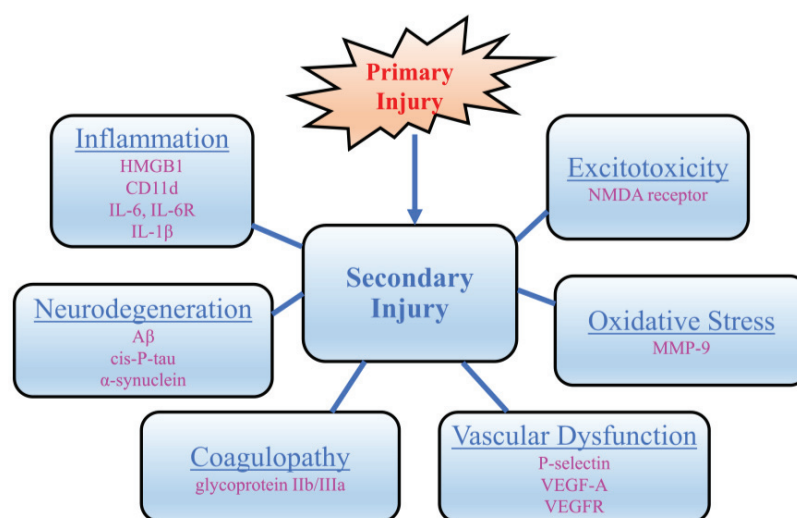 Primary
Injury
Inflammation
HMGB1
CD11d
IL-6, IL-6R
IL-1β
Excitotoxicity
NMDA receptor
Secondary
Injury
Neurodegeneration
Aβ
cis-P-tau
α-synuclein
Oxidative Stress
MMP-9
Coagulopathy
glycoprotein IIb/IIIa
Vascular Dysfunction
P-selectin
VEGF-A
VEGFR